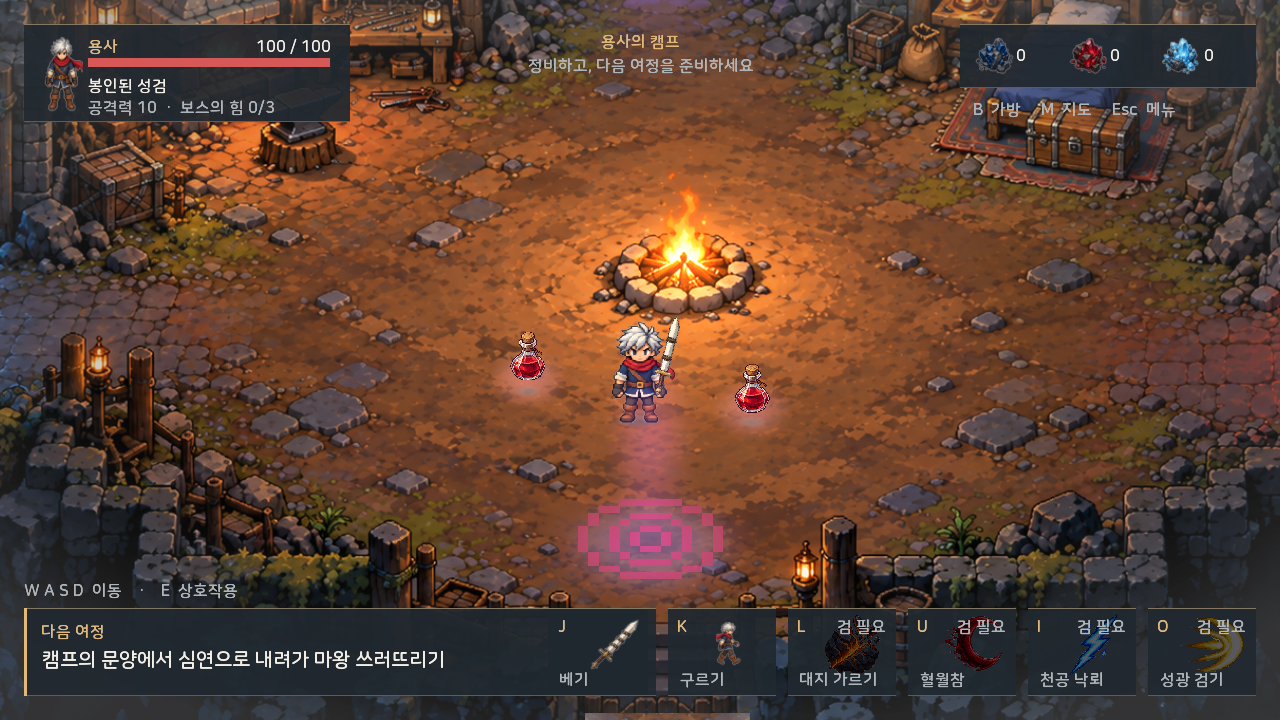 용사 100 / 100
봉인된 성검
공격력 10 · 보스의 힘 0/3
용사의 캠프
정비하고, 다음 여정을 준비하세요
0 0 0
B 가방 M 지도 Esc 메뉴
W A S D 이동 · E 상호작용
다음 여정
캠프의 문양에서 심연으로 내려가 마왕 쓰러뜨리기
J
베기
K
구르기
L 검 필요
대지 가르기
U 검 필요
혈월참
I 검 필요
천공 낙뢰
O 검 필요
성광 검기